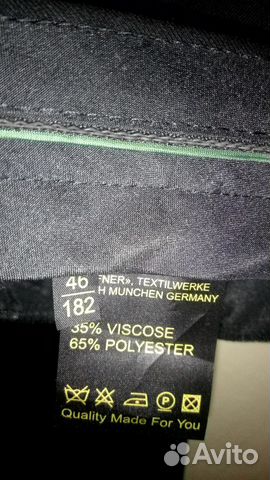 46
182
FNER», TEXTILWERKE
H MUNCHEN GERMANY
35% VISCOSE
65% POLYESTER
P
Quality Made For You
Avito